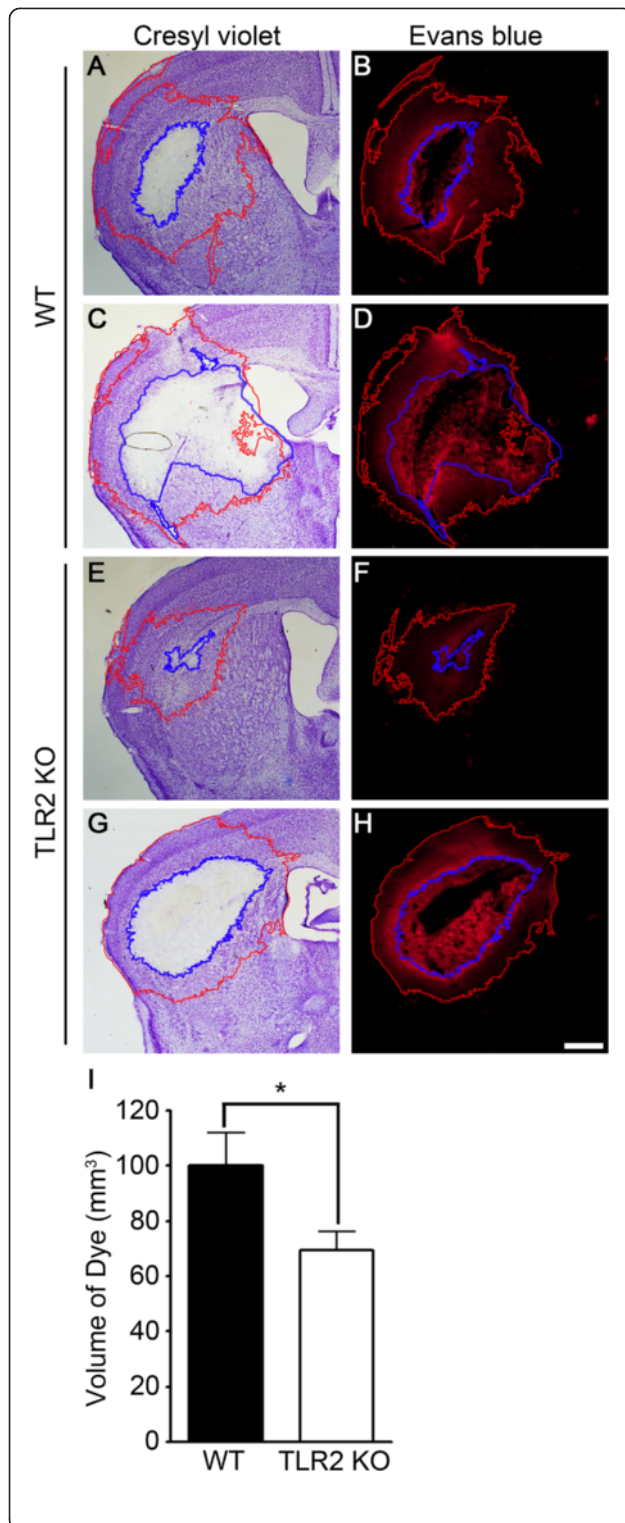 Cresyl violet Evans blue
A B
WT
C D
E F
TLR2 KO
G H
I
*
Volume of Dye (mm³)
120
100
80
60
40
20
0
WT TLR2 KO